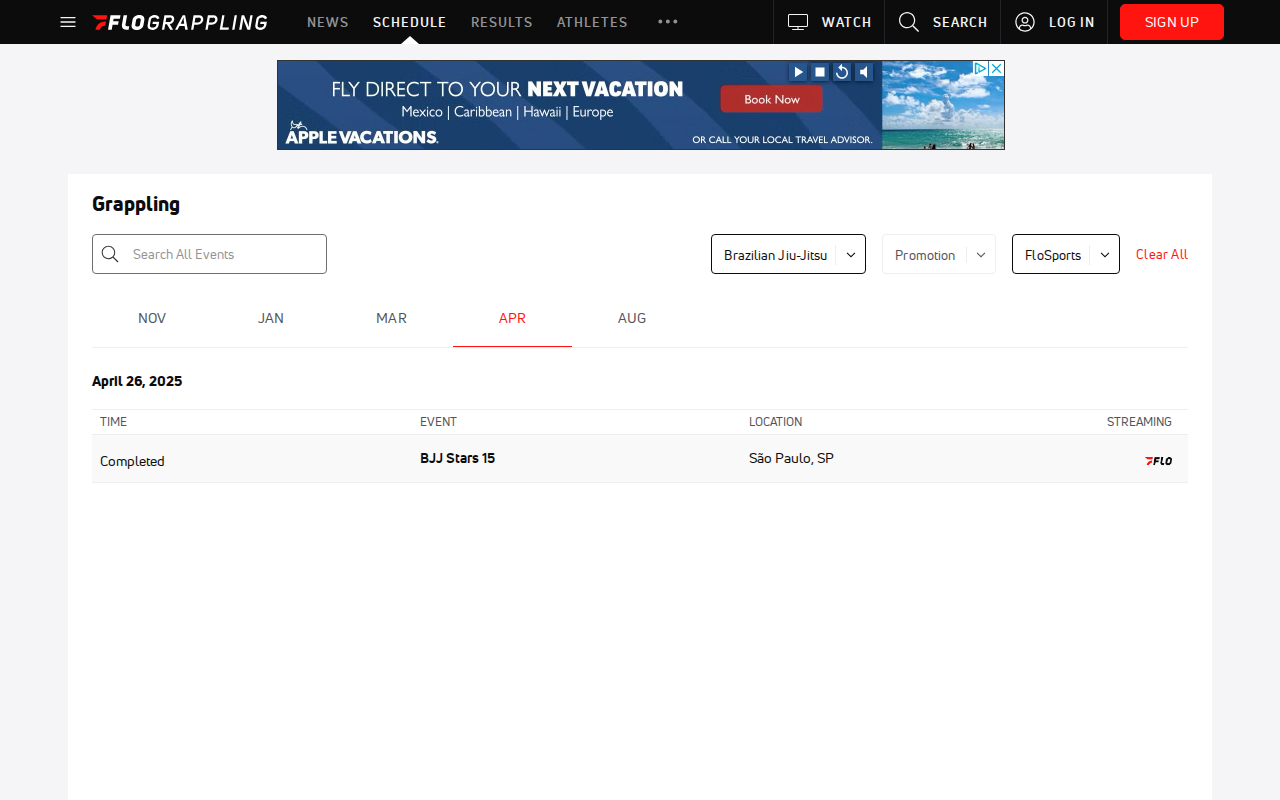 FLOGRAPPLING NEWS SCHEDULE RESULTS ATHLETES WATCH SEARCH LOG IN SIGN UP
FLY DIRECT TO YOUR NEXT VACATION
Mexico | Caribbean | Hawaii | Europe
Book Now
APPLE VACATIONS
OR CALL YOUR LOCAL TRAVEL ADVISOR.
Grappling
Search All Events Brazilian Jiu-Jitsu Promotion FloSports Clear All
NOV JAN MAR APR AUG
April 26, 2025
TIME EVENT LOCATION STREAMING
Completed BJJ Stars 15 São Paulo, SP FLO